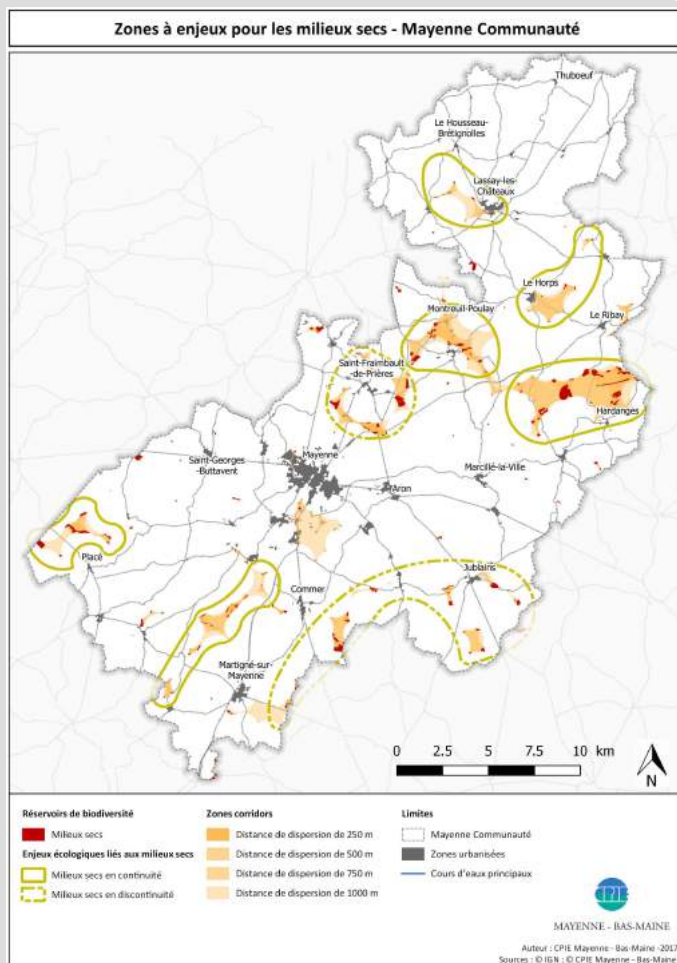 Zones à enjeux pour les milieux secs - Mayenne Communauté
Thuboeuf
Le Housseau-
Brétignolles
Lassay-les-
Châteaux
Le Horps
Montreuil-Poulay
Le Ribay
Saint-Fraimbault
-de-Prières
Hardanges
Saint-Georges
-Buttavent
Mayenne
Marcillé-la-Ville
Aron
Placé
Jublains
Commer
Martigné-sur-
Mayenne
0 2.5 5 7.5 10 km
N
Réservoirs de biodiversité
Milieux secs
Enjeux écologiques liés aux milieux secs
Milieux secs en continuité
Milieux secs en discontinuité
Zones corridors
Distance de dispersion de 250 m
Distance de dispersion de 500 m
Distance de dispersion de 750 m
Distance de dispersion de 1000 m
Limites
Mayenne Communauté
Zones urbanisées
Cours d'eaux principaux
CPIE
MAYENNE - BAS-MAINE
Auteur : CPIE Mayenne - Bas-Maine -2017
Sources : © IGN : © CPIE Mayenne - Bas-Maine